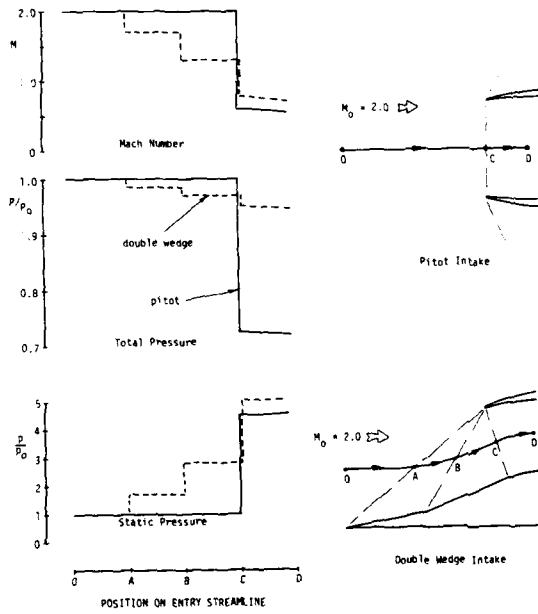 2.0
M
1.0
0
Mach Number
M₀ = 2.0
O
C
D
Pitot Intake
1.0
P/P₀
0.9
0.8
0.7
double wedge
pitot
Total Pressure
5
4
p/p₀
3
2
1
0
Static Pressure
M₀ = 2.0
O
A
B
C
D
Double Wedge Intake
O A B C D
POSITION ON ENTRY STREAMLINE